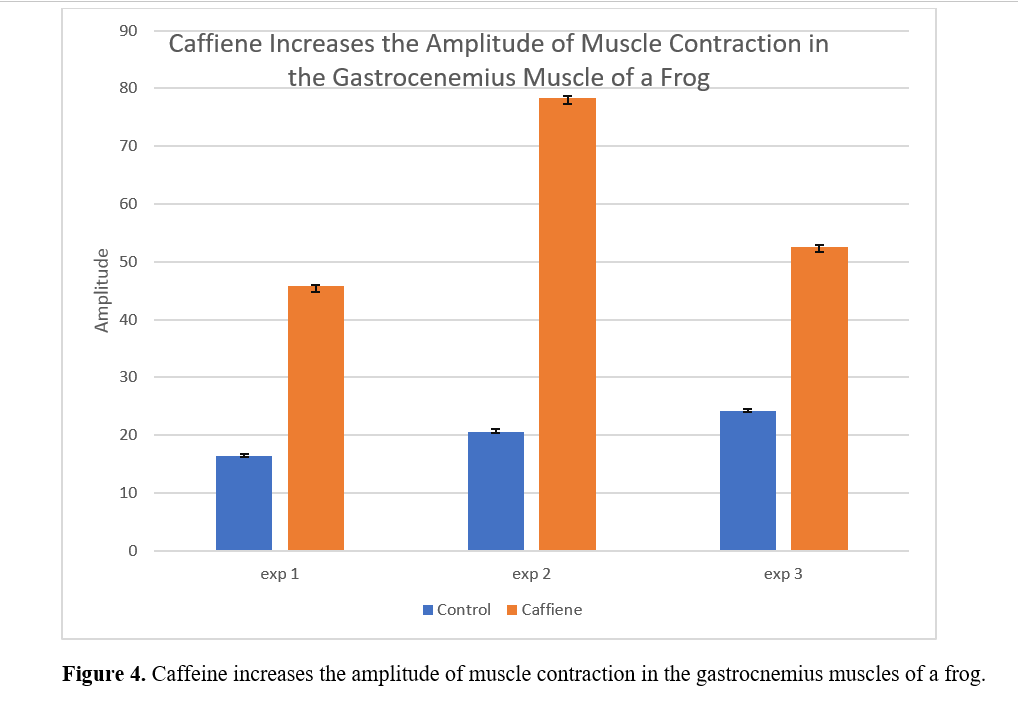 Caffiene Increases the Amplitude of Muscle Contraction in
the Gastrocenemius Muscle of a Frog
90
80
70
60
50
40
30
20
10
0
Amplitude
exp 1
exp 2
exp 3
Control
Caffiene
Figure 4. Caffeine increases the amplitude of muscle contraction in the gastrocnemius muscles of a frog.